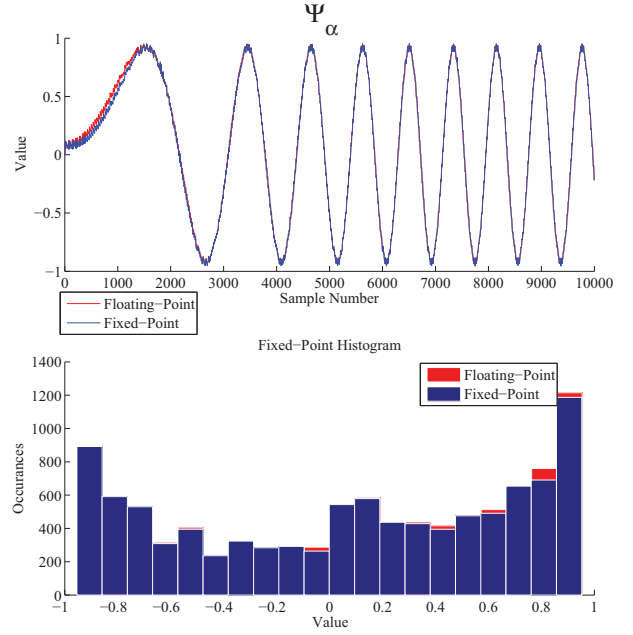 Ψα
1
0.5
0
−0.5
−1
Value
0 1000 2000 3000 4000 5000 6000 7000 8000 9000 10000
Sample Number
Floating−Point
Fixed−Point
Fixed−Point Histogram
1400
1200
1000
800
600
400
200
0
Occurances
Floating−Point
Fixed−Point
−1 −0.8 −0.6 −0.4 −0.2 0 0.2 0.4 0.6 0.8 1
Value